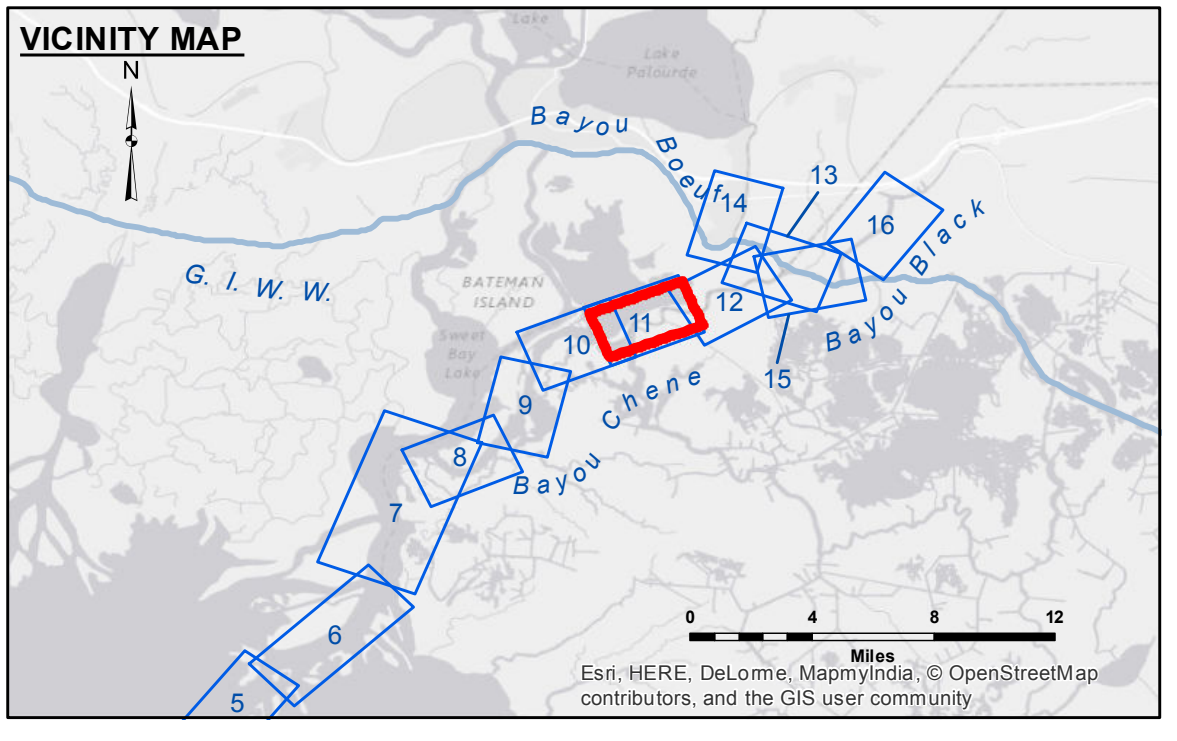 VICINITY MAP
N
Lake
Lake
Palourde
Bayou
Boeuf
13
14
16
G. I. W. W.
BATEMAN
ISLAND
Bayou Black
12
11
10
Sweet
Bay
Lake
15
Bayou Chene
9
8
7
6
5
0 4 8 12
Miles
Esri, HERE, DeLorme, MapmyIndia, © OpenStreetMap
contributors, and the GIS user community